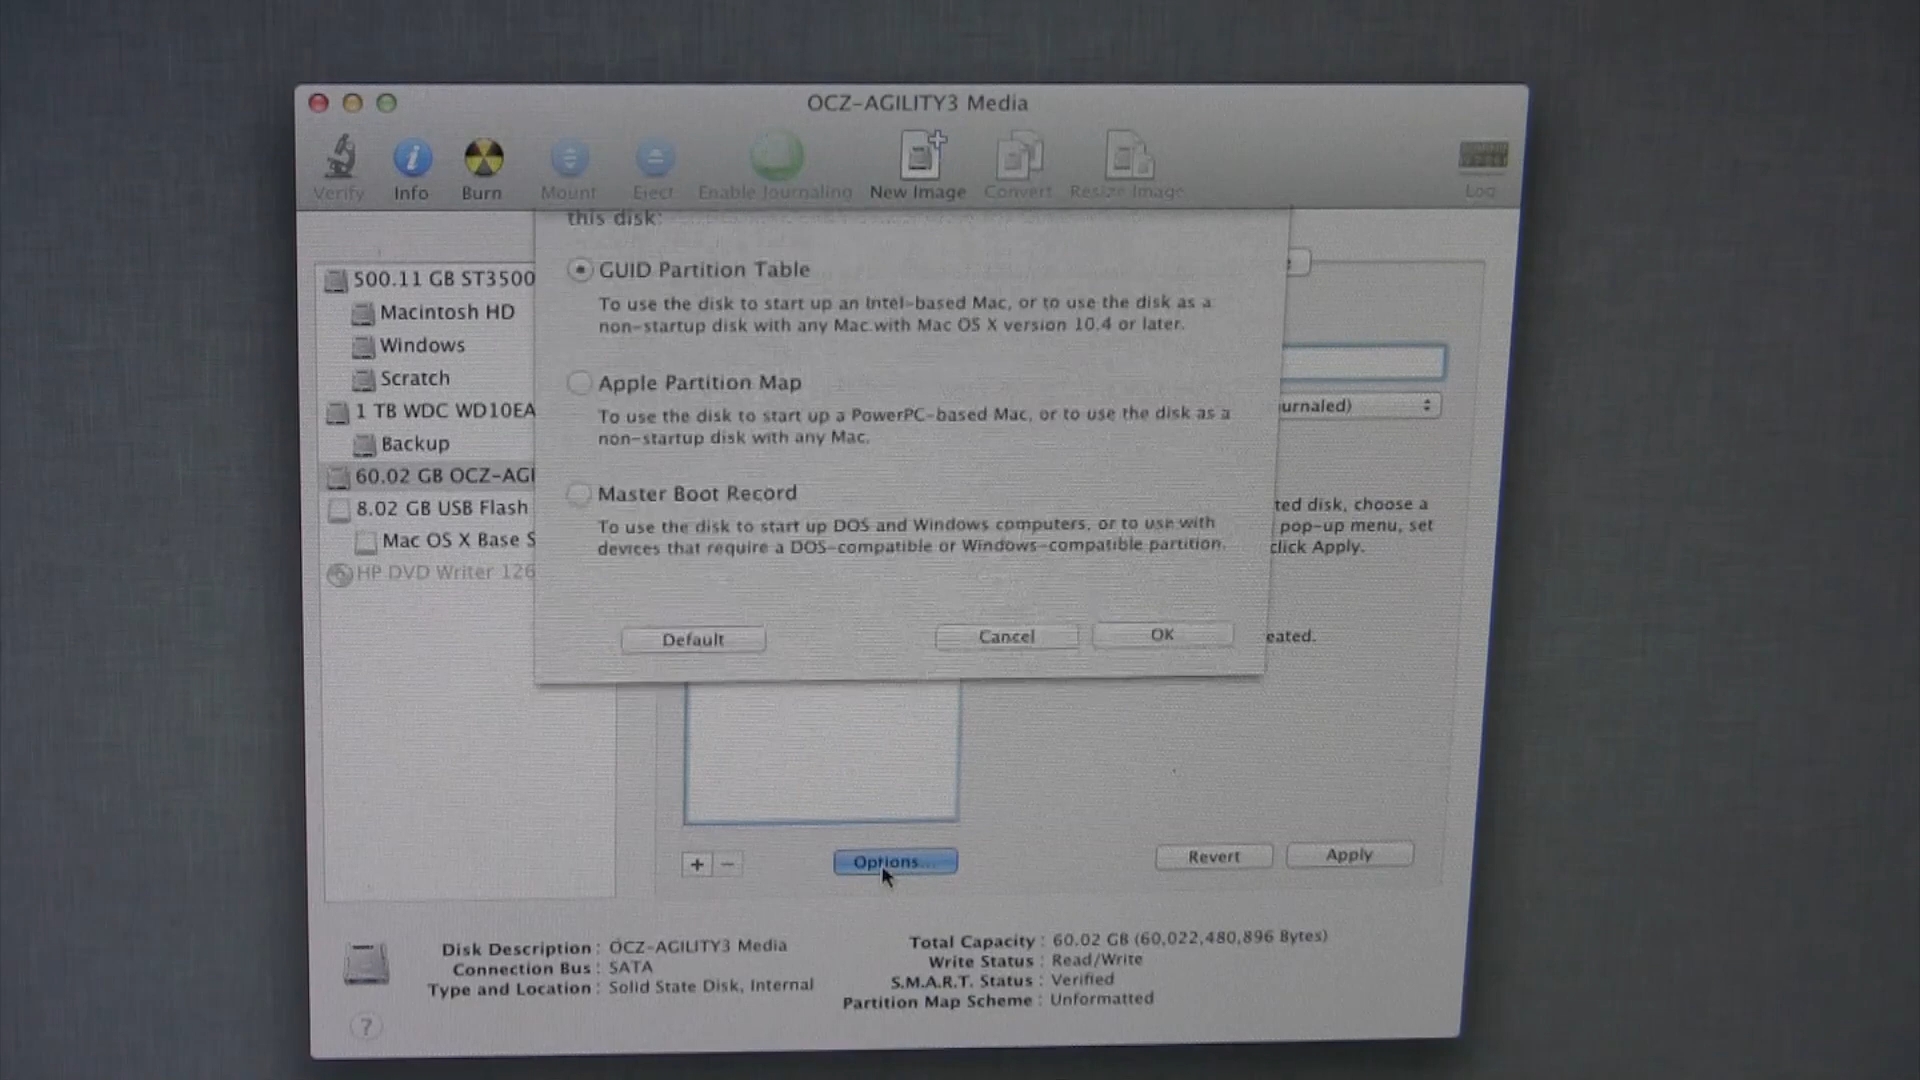 OCZ-AGILITY3 Media
Verify
Info
Burn
Mount
Eject
Enable Journaling
New Image
Convert
Resize Image
Log
this disk:
500.11 GB ST3500
Macintosh HD
Windows
Scratch
1 TB WDC WD10EA
Backup
60.02 GB OCZ-AGI
8.02 GB USB Flash
Mac OS X Base S
HP DVD Writer 126
GUID Partition Table
To use the disk to start up an Intel-based Mac, or to use the disk as a
non-startup disk with any Mac with Mac OS X version 10.4 or later.
Apple Partition Map
To use the disk to start up a PowerPC-based Mac, or to use the disk as a
non-startup disk with any Mac.
Master Boot Record
To use the disk to start up DOS and Windows computers, or to use with
devices that require a DOS-compatible or Windows-compatible partition.
Default
Cancel
OK
urnaled)
ted disk, choose a
pop-up menu, set
click Apply.
eated.
+
−
Options...
Revert
Apply
Disk Description : OCZ-AGILITY3 Media
Connection Bus : SATA
Type and Location : Solid State Disk, Internal
Total Capacity : 60.02 GB (60,022,480,896 Bytes)
Write Status : Read/Write
S.M.A.R.T. Status : Verified
Partition Map Scheme : Unformatted
?